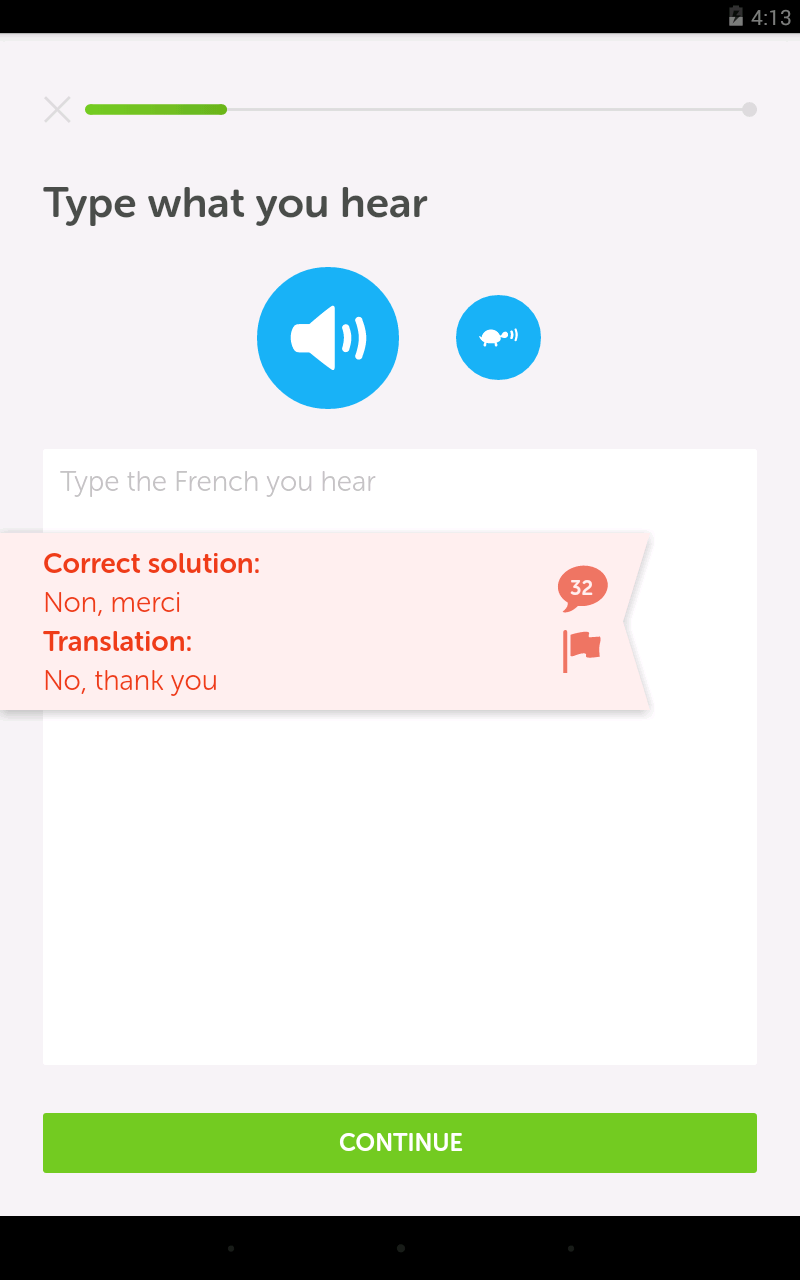 4:13
Type what you hear
Type the French you hear
Correct solution:
Non, merci
32
Translation:
No, thank you
CONTINUE